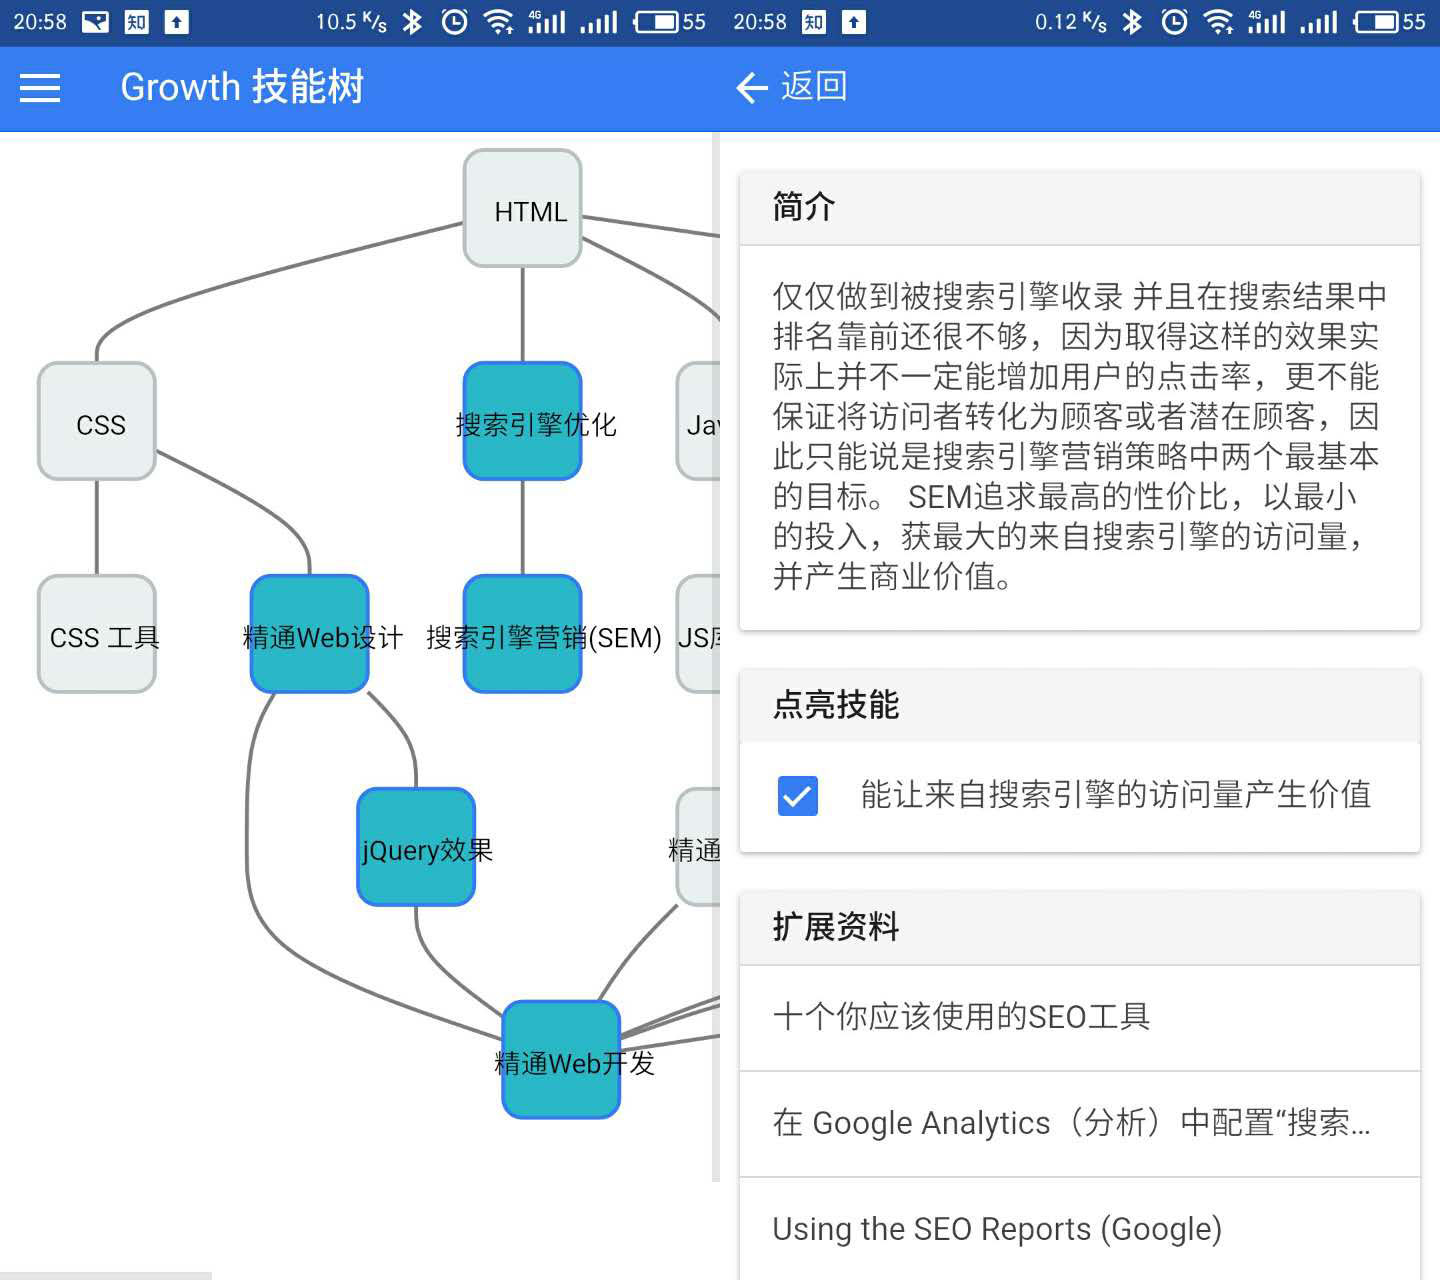 20:58
知
10.5 K/s
4G
55
Growth 技能树
HTML
CSS
搜索引擎优化
Jav
CSS 工具
精通Web设计
搜索引擎营销(SEM)
JS库
jQuery效果
精通
精通Web开发
20:58
知
0.12 K/s
4G
55
返回
简介
仅仅做到被搜索引擎收录 并且在搜索结果中
排名靠前还很不够，因为取得这样的效果实
际上并不一定能增加用户的点击率，更不能
保证将访问者转化为顾客或者潜在顾客，因
此只能说是搜索引擎营销策略中两个最基本
的目标。 SEM追求最高的性价比，以最小
的投入，获最大的来自搜索引擎的访问量，
并产生商业价值。
点亮技能
能让来自搜索引擎的访问量产生价值
扩展资料
十个你应该使用的SEO工具
在 Google Analytics（分析）中配置“搜索...
Using the SEO Reports (Google)